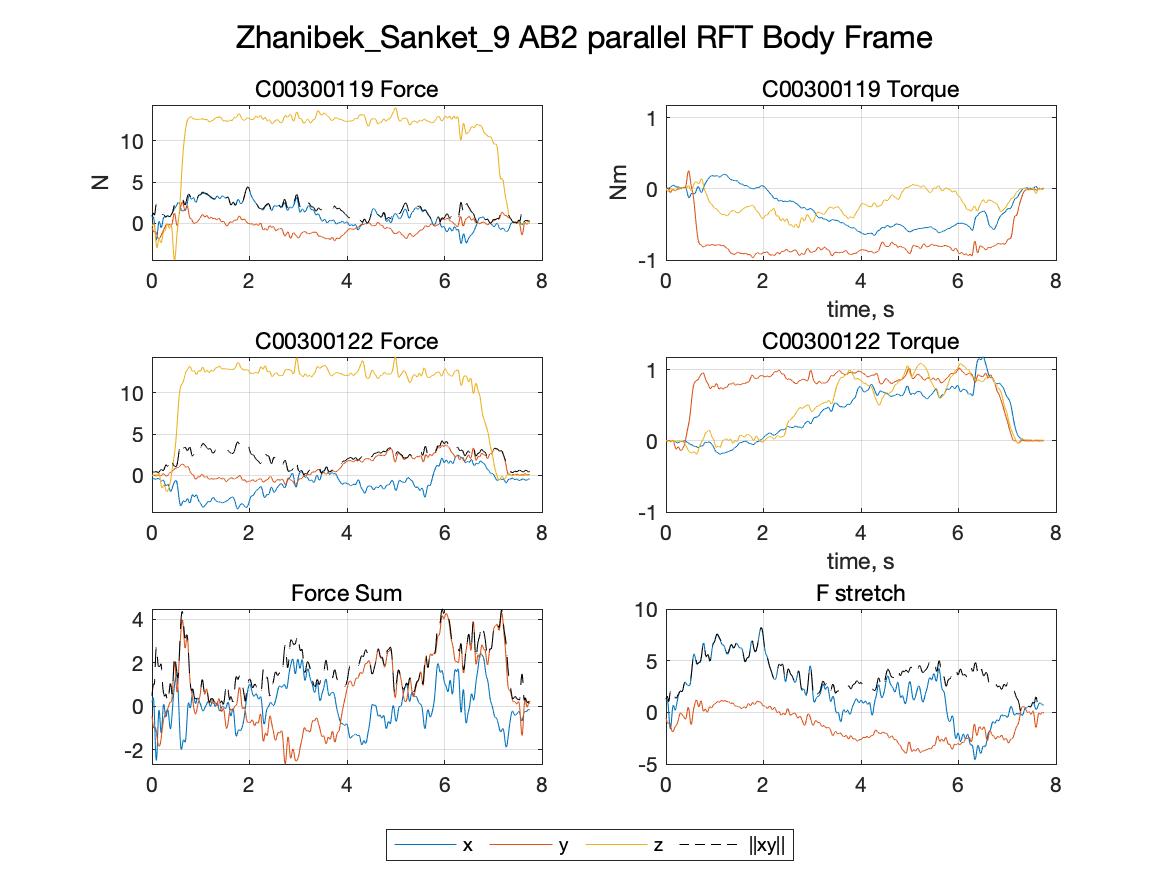 Zhanibek_Sanket_9 AB2 parallel RFT Body Frame
C00300119 Force
N
10
5
0
0 2 4 6 8
C00300119 Torque
Nm
1
0
-1
0 2 4 6 8
time, s
C00300122 Force
10
5
0
0 2 4 6 8
C00300122 Torque
1
0
-1
0 2 4 6 8
time, s
Force Sum
4
2
0
-2
0 2 4 6 8
F stretch
10
5
0
-5
0 2 4 6 8
x y z ||xy||